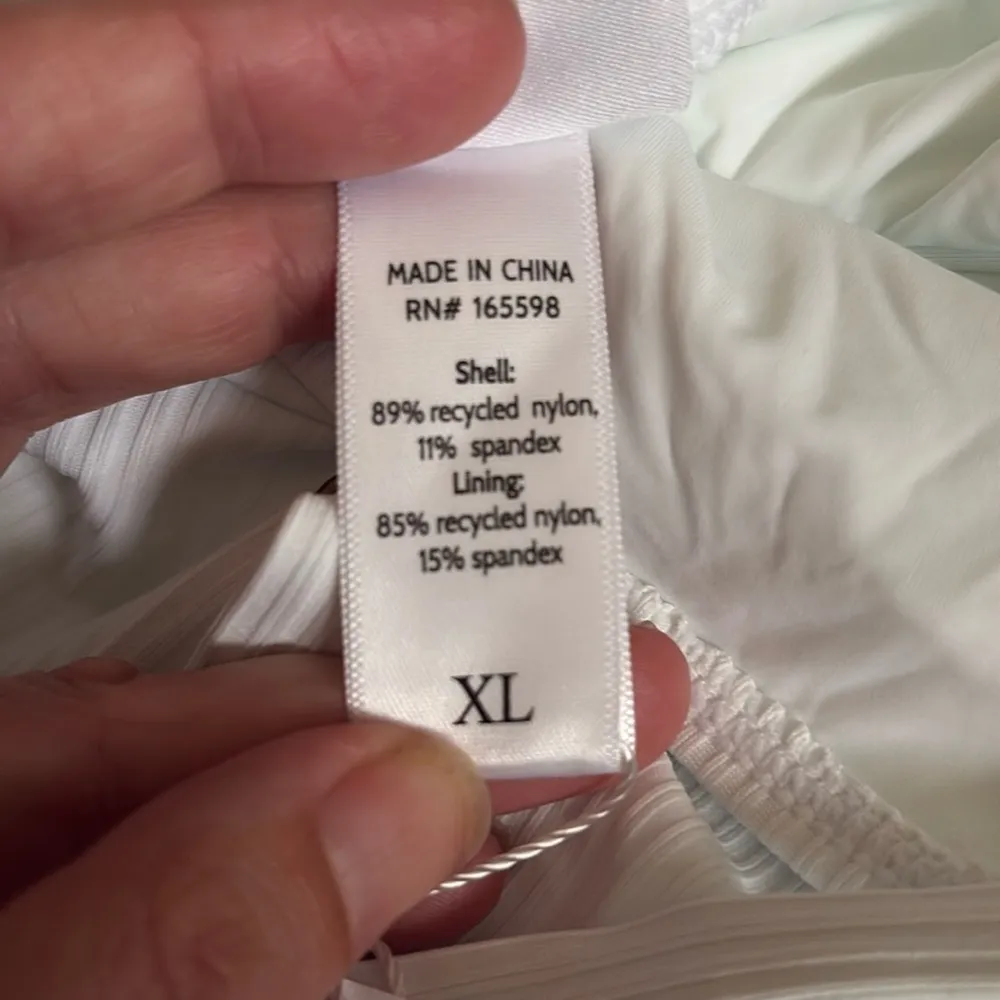 MADE IN CHINA
RN# 165598
Shell:
89% recycled nylon,
11% spandex
Lining:
85% recycled nylon,
15% spandex
XL